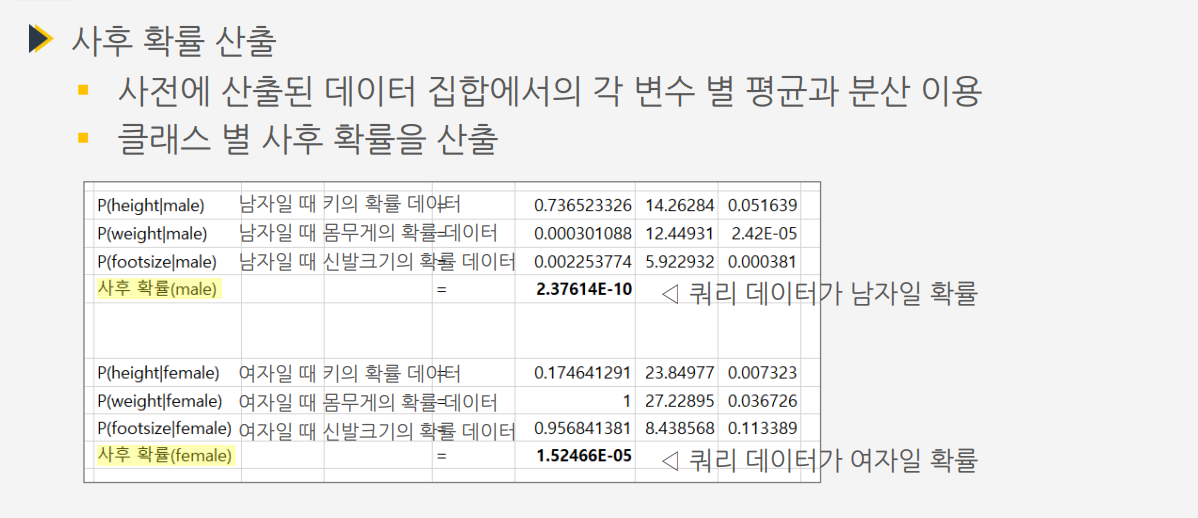 사후 확률 산출
사전에 산출된 데이터 집합에서의 각 변수 별 평균과 분산 이용
클래스 별 사후 확률을 산출
P(height|male) 남자일 때 키의 확률 데이터 = 0.736523326 14.26284 0.051639
P(weight|male) 남자일 때 몸무게의 확률 데이터 = 0.000301088 12.44931 2.42E-05
P(footsize|male) 남자일 때 신발크기의 확률 데이터 = 0.002253774 5.922932 0.000381
사후 확률(male) = 2.37614E-10 ◁ 쿼리 데이터가 남자일 확률
P(height|female) 여자일 때 키의 확률 데이터 = 0.174641291 23.84977 0.007323
P(weight|female) 여자일 때 몸무게의 확률 데이터 = 1 27.22895 0.036726
P(footsize|female) 여자일 때 신발크기의 확률 데이터 = 0.956841381 8.438568 0.113389
사후 확률(female) = 1.52466E-05 ◁ 쿼리 데이터가 여자일 확률